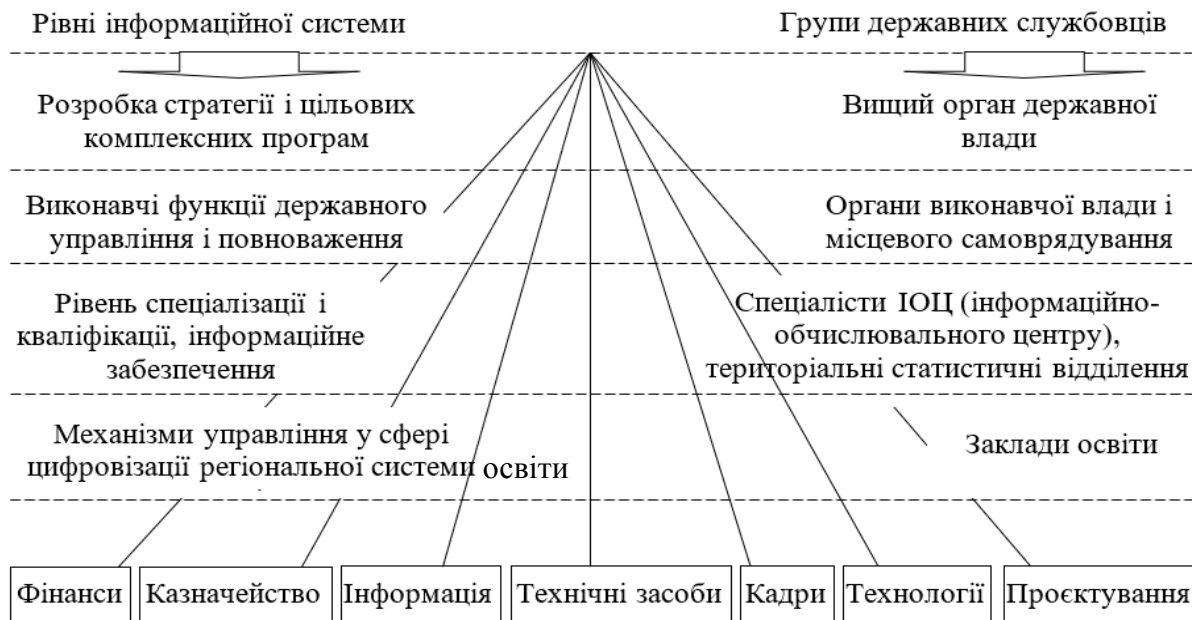 Рівні інформаційної системи
Групи державних службовців
Розробка стратегії і цільових
комплексних програм
Вищий орган державної
влади
Виконавчі функції державного
управління і повноваження
Органи виконавчої влади і
місцевого самоврядування
Рівень спеціалізації і
кваліфікації, інформаційне
забезпечення
Спеціалісти ІОЦ (інформаційно-
обчислювального центру),
територіальні статистичні відділення
Механізми управління у сфері
цифровізації регіональної системи освіти
Заклади освіти
Фінанси
Казначейство
Інформація
Технічні засоби
Кадри
Технології
Проєктування